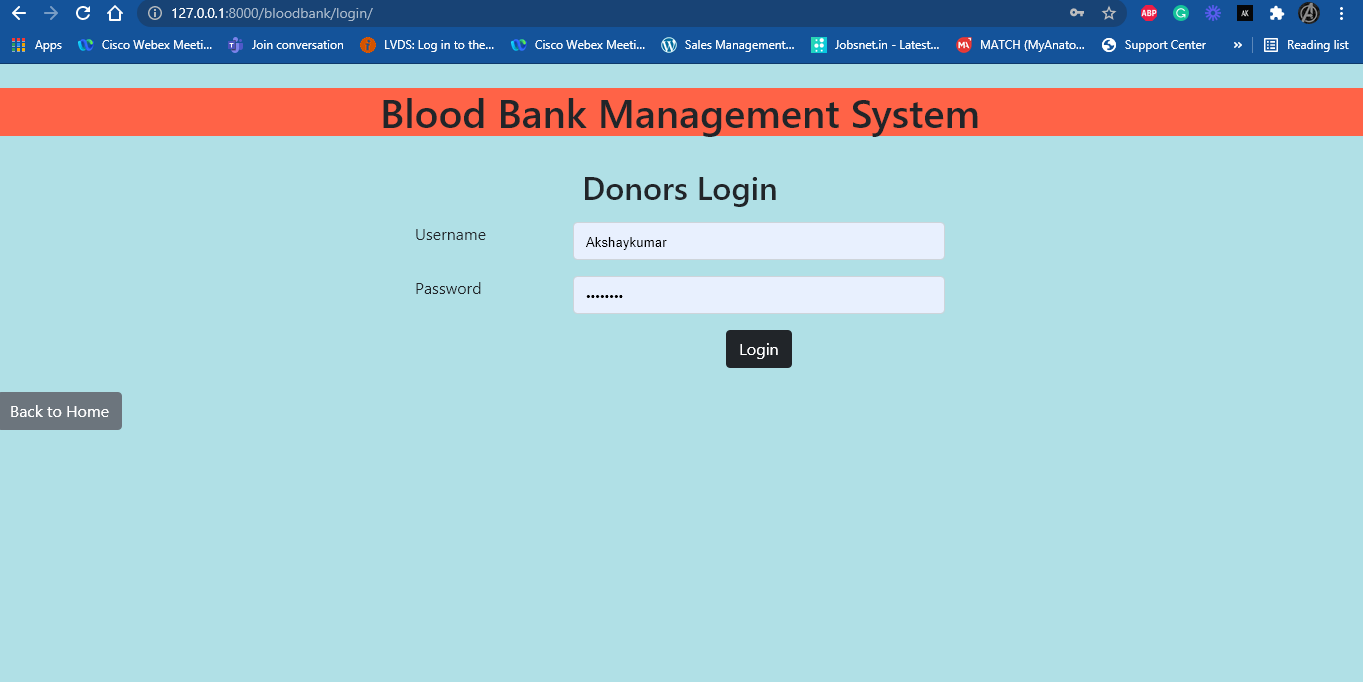 127.0.0.1:8000/bloodbank/login/
ABP G AK A
Apps Cisco Webex Meeti... Join conversation LVDS: Log in to the... Cisco Webex Meeti... Sales Management... Jobsnet.in - Latest... MA MATCH (MyAnato... Support Center » Reading list
Blood Bank Management System
Donors Login
Username Akshaykumar
Password ••••••••
Login
Back to Home